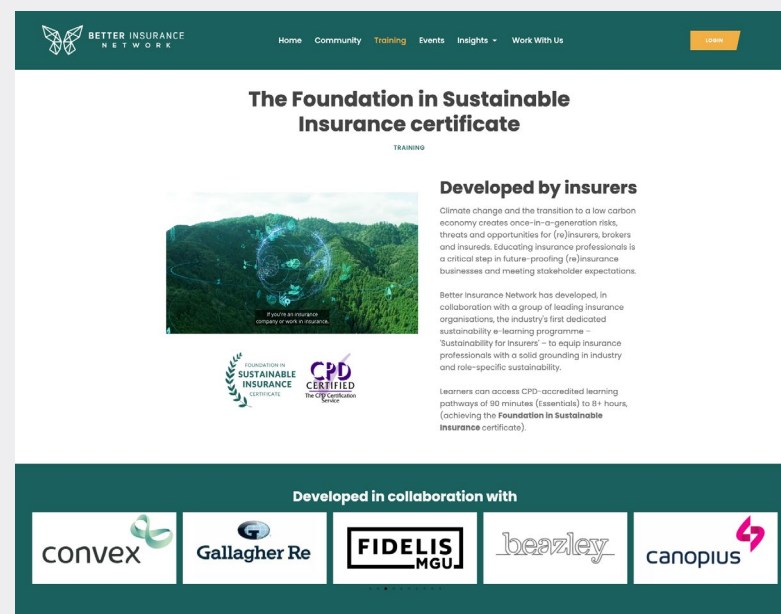 BETTER INSURANCE
NETWORK
Home Community Training Events Insights Work With Us
LOGIN
The Foundation in Sustainable
Insurance certificate
TRAINING
If you're an insurance
company or work in insurance,
FOUNDATION IN
SUSTAINABLE
INSURANCE
CERTIFICATE
CPD
CERTIFIED
The CPD Certification
Service
Developed by insurers
Climate change and the transition to a low carbon
economy creates once-in-a-generation risks,
threats and opportunities for (re)insurers, brokers
and insureds. Educating insurance professionals is
a critical step in future-proofing (re)insurance
businesses and meeting stakeholder expectations.
Better Insurance Network has developed, in
collaboration with a group of leading insurance
organisations, the industry's first dedicated
sustainability e-learning programme –
'Sustainability for Insurers' – to equip insurance
professionals with a solid grounding in industry
and role-specific sustainability.
Learners can access CPD-accredited learning
pathways of 90 minutes (Essentials) to 8+ hours,
(achieving the Foundation in Sustainable
Insurance certificate).
Developed in collaboration with
convex
Gallagher Re
FIDELIS
MGU
beazley
canopius